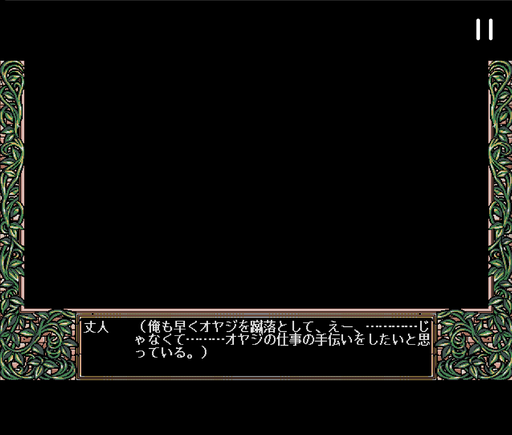 丈人　（俺も早くオヤジを蹴落として、えー、…………じ
ゃなくて………オヤジの仕事の手伝いをしたいと思
っている。）